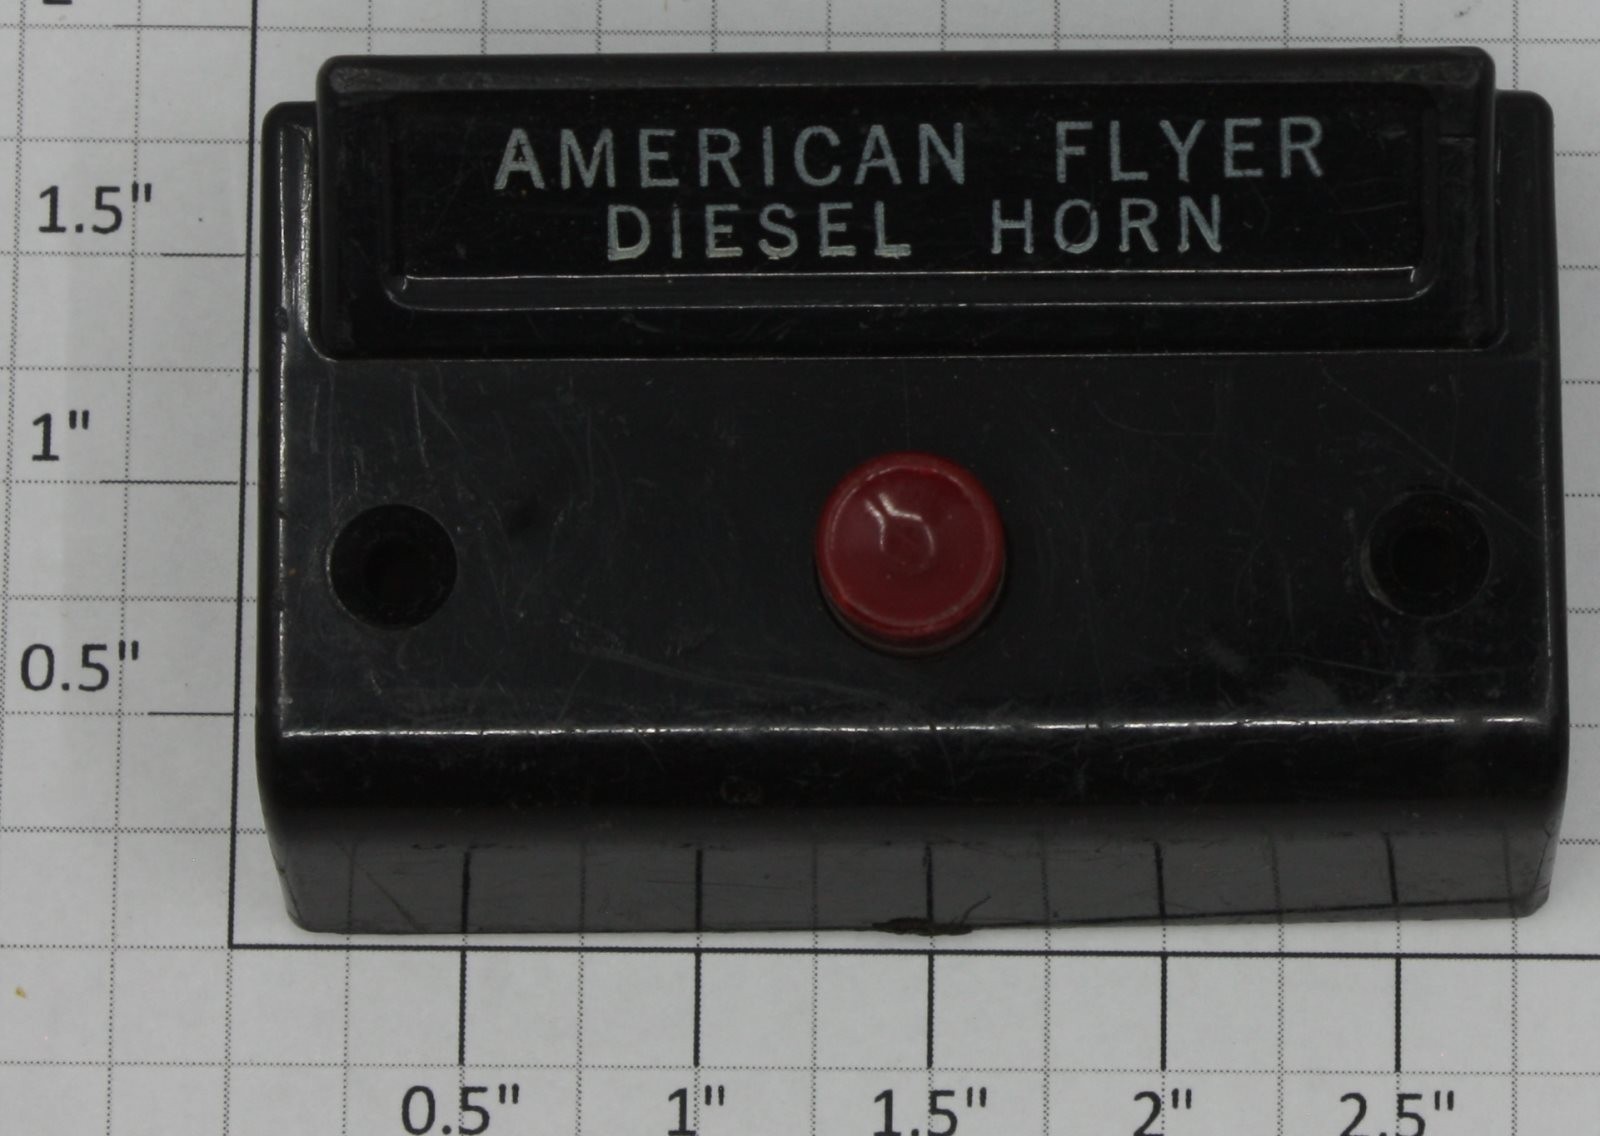 AMERICAN FLYER
DIESEL HORN
1.5"
1"
0.5"
0.5" 1" 1.5" 2" 2.5"